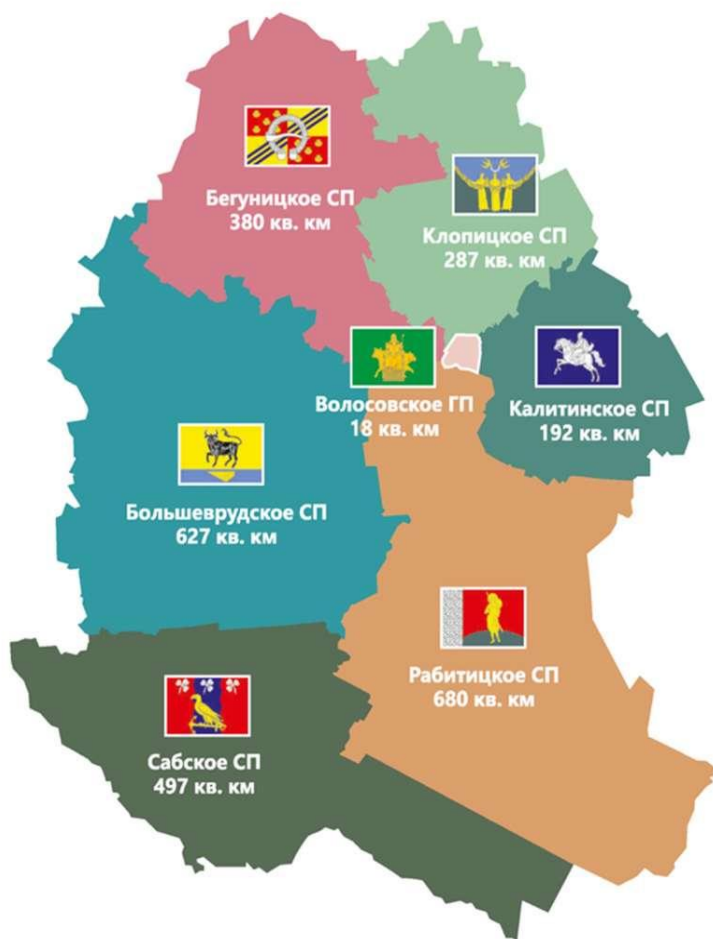 Бегуницкое СП
380 кв. км
Клопицкое СП
287 кв. км
Волосовское ГП
18 кв. км
Калитинское СП
192 кв. км
Большеврудское СП
627 кв. км
Рабитицкое СП
680 кв. км
Сабское СП
497 кв. км